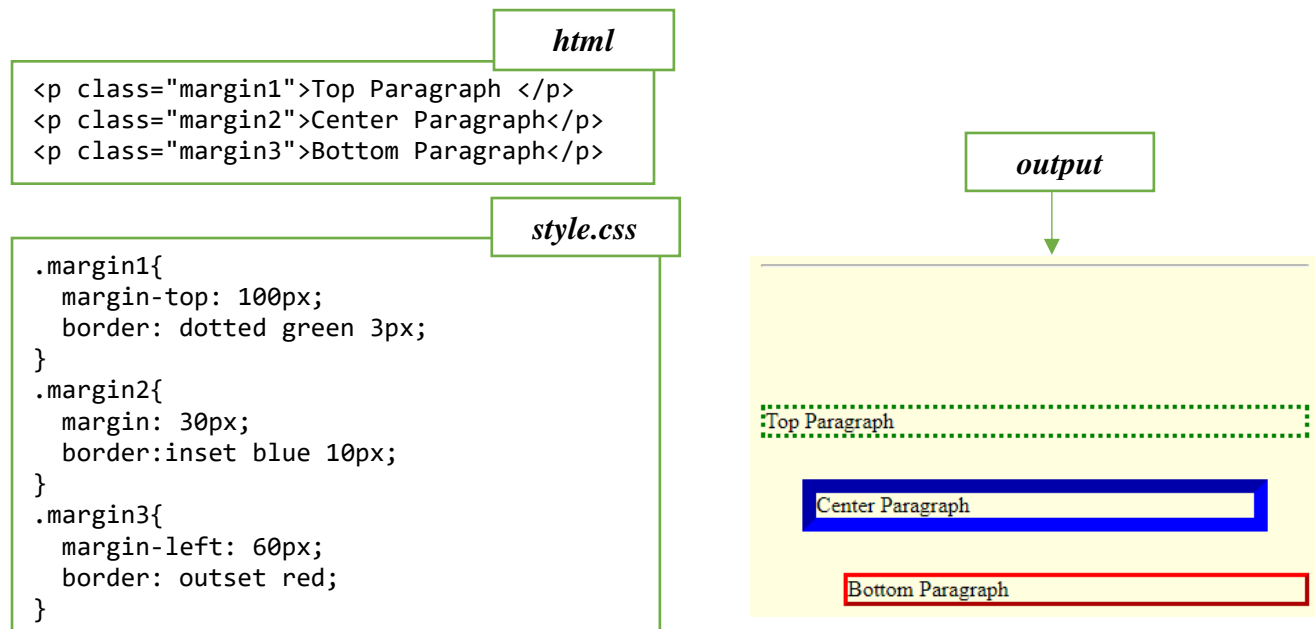 html
<p class="margin1">Top Paragraph </p>
<p class="margin2">Center Paragraph</p>
<p class="margin3">Bottom Paragraph</p>
style.css
.margin1{
  margin-top: 100px;
  border: dotted green 3px;
}
.margin2{
  margin: 30px;
  border:inset blue 10px;
}
.margin3{
  margin-left: 60px;
  border: outset red;
}
output
Top Paragraph
Center Paragraph
Bottom Paragraph